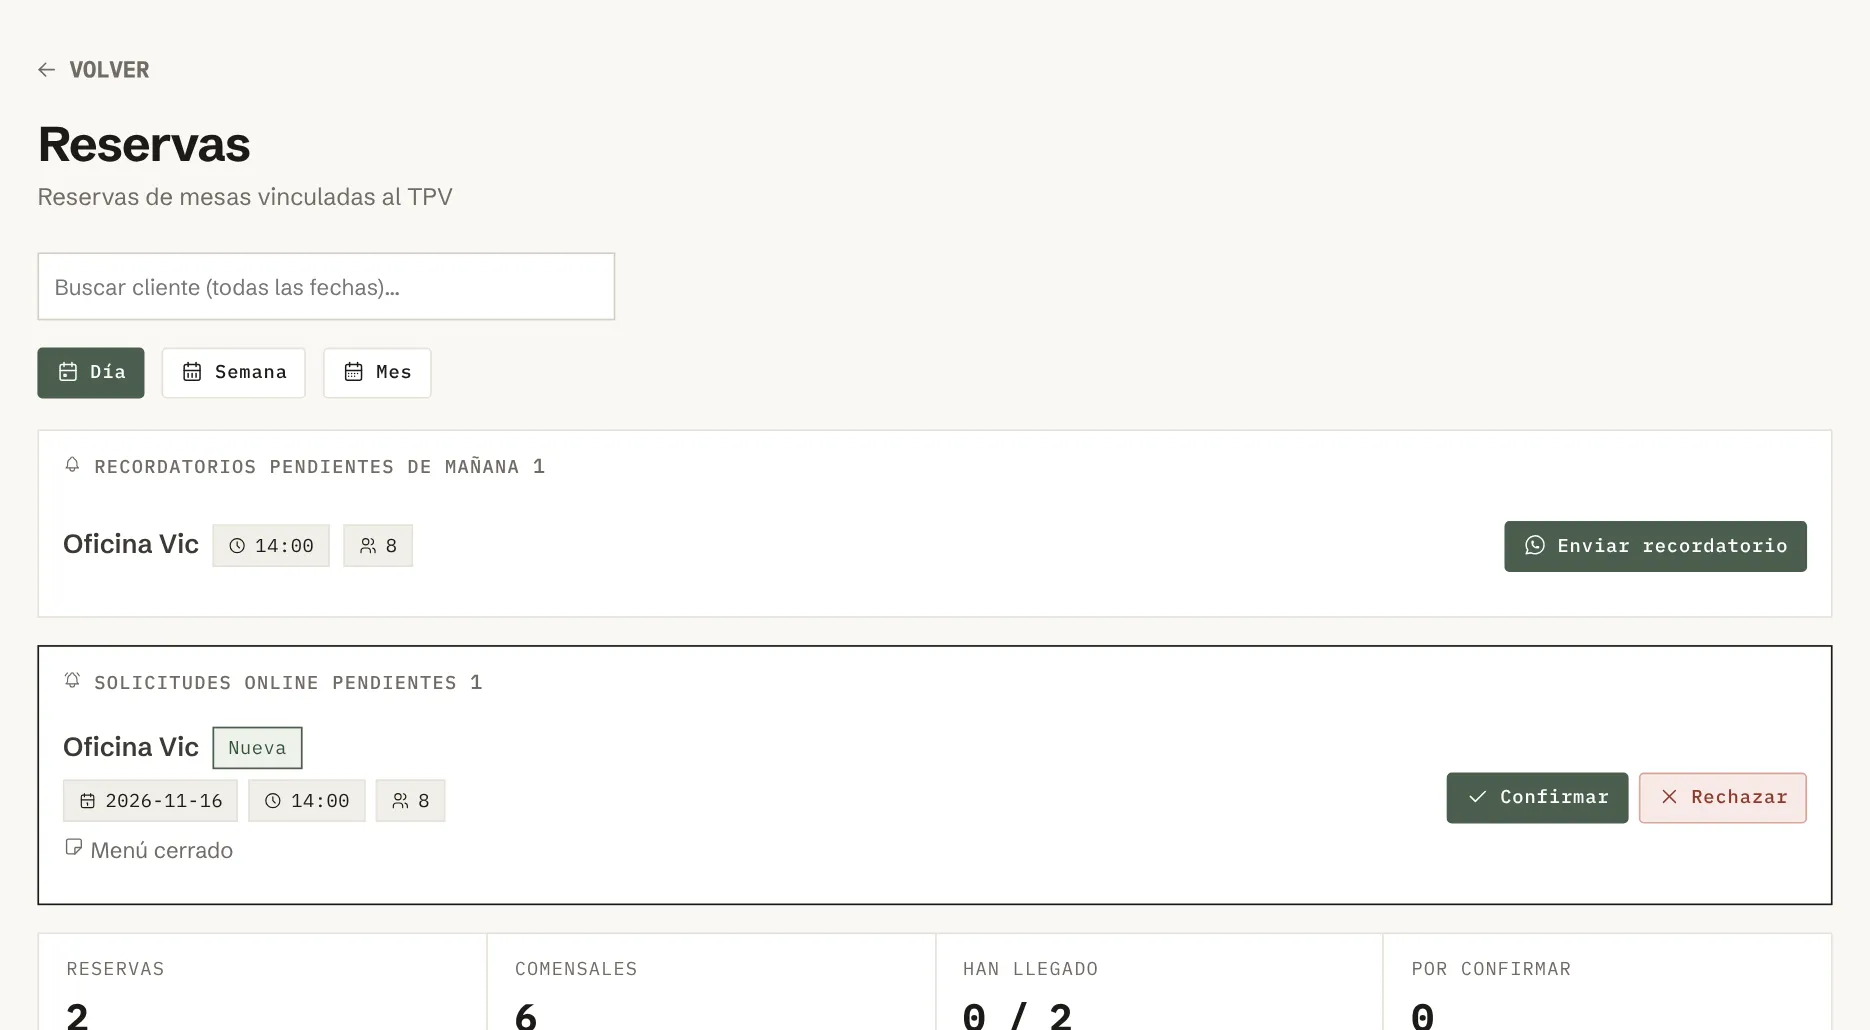 VOLVER
Reservas
Reservas de mesas vinculadas al TPV
Buscar cliente (todas las fechas)...
Día Semana Mes
RECORDATORIOS PENDIENTES DE MAÑANA 1
Oficina Vic 14:00 8 Enviar recordatorio
SOLICITUDES ONLINE PENDIENTES 1
Oficina Vic Nueva
2026-11-16 14:00 8 Confirmar Rechazar
Menú cerrado
RESERVAS COMENSALES HAN LLEGADO POR CONFIRMAR
2 6 0 / 2 0